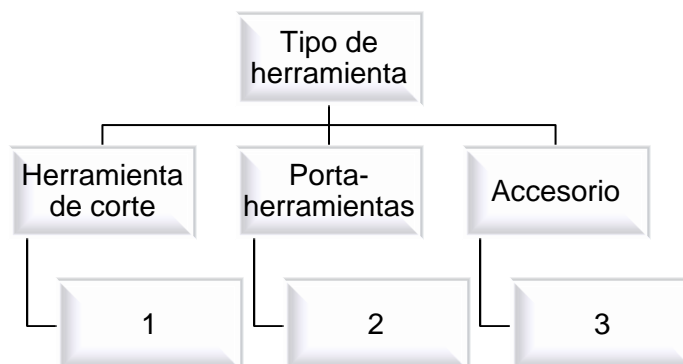 Tipo de
herramienta
Herramienta
de corte
Porta-
herramientas
Accesorio
1
2
3